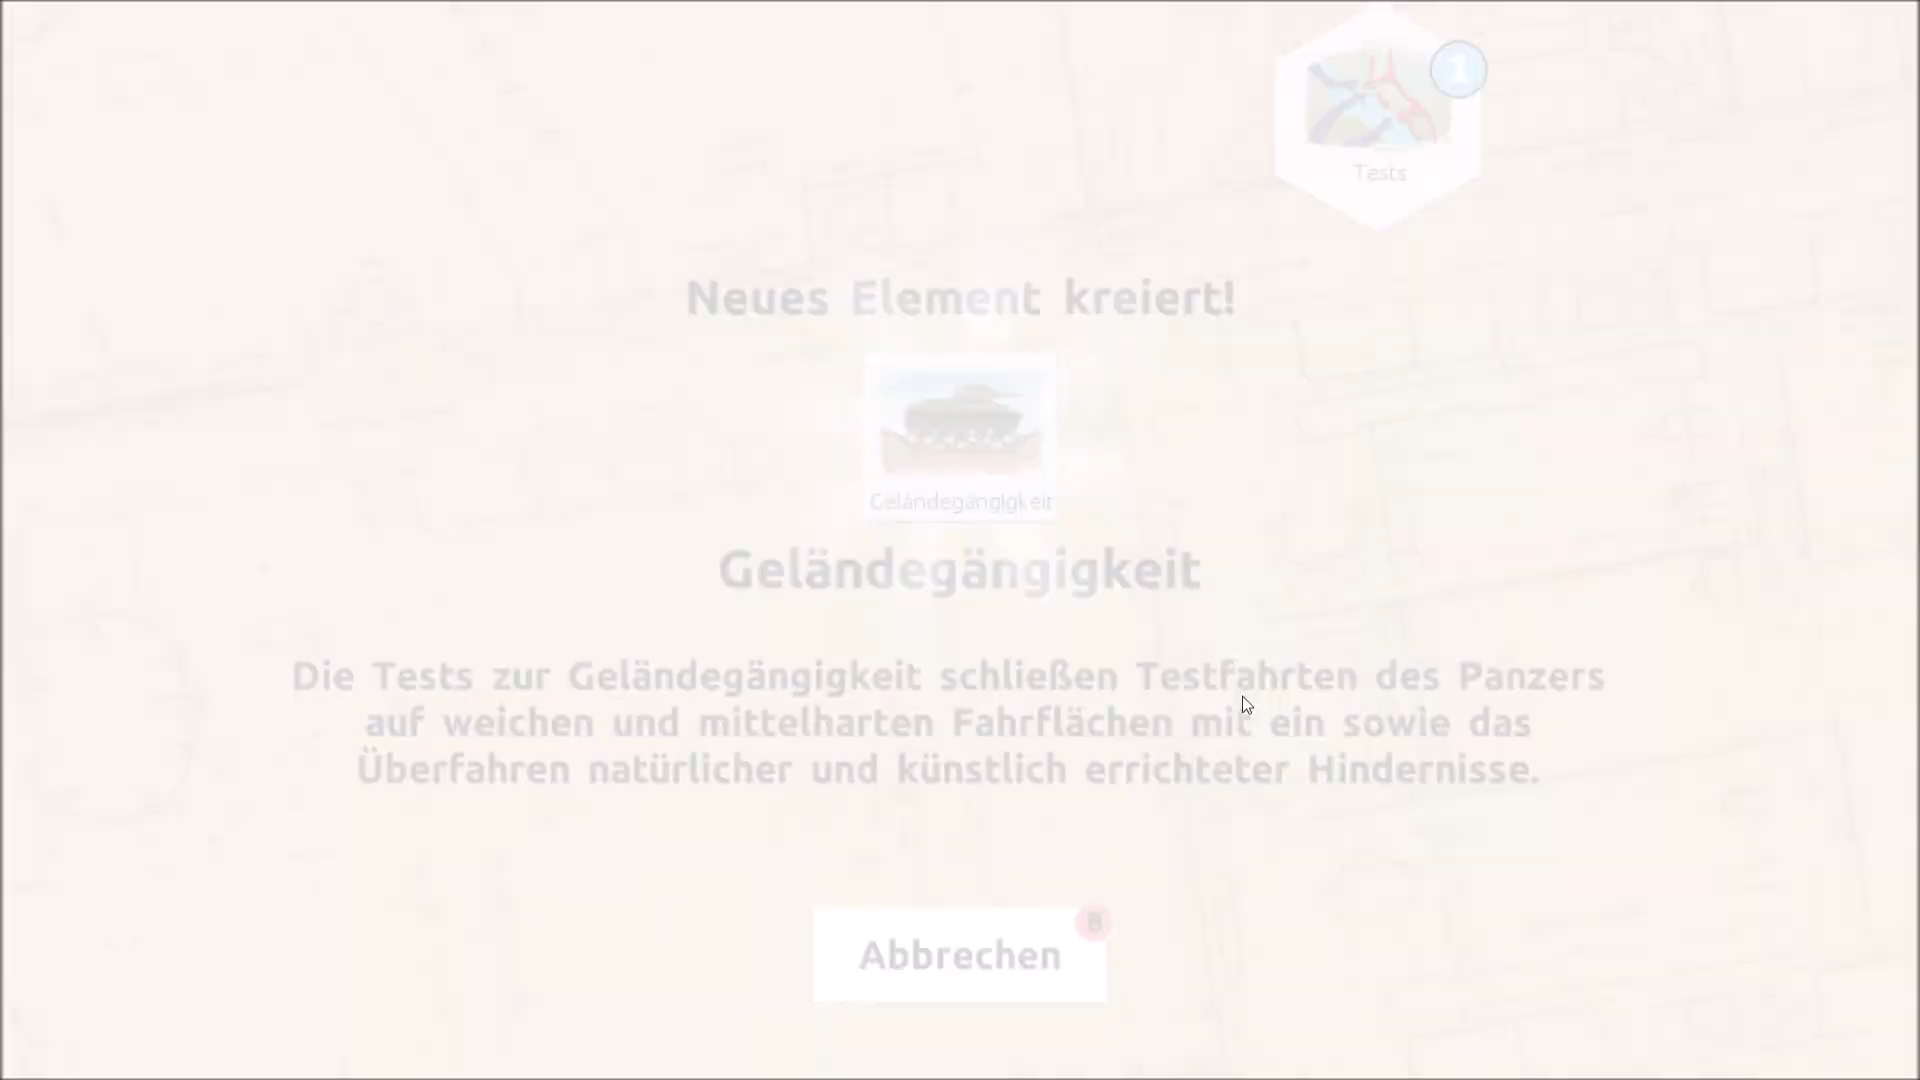 1
Tests
Neues Element kreiert!
Geländegängigkeit
Geländegängigkeit
Die Tests zur Geländegängigkeit schließen Testfahrten des Panzers
auf weichen und mittelharten Fahrflächen mit ein sowie das
Überfahren natürlicher und künstlich errichteter Hindernisse.
Abbrechen